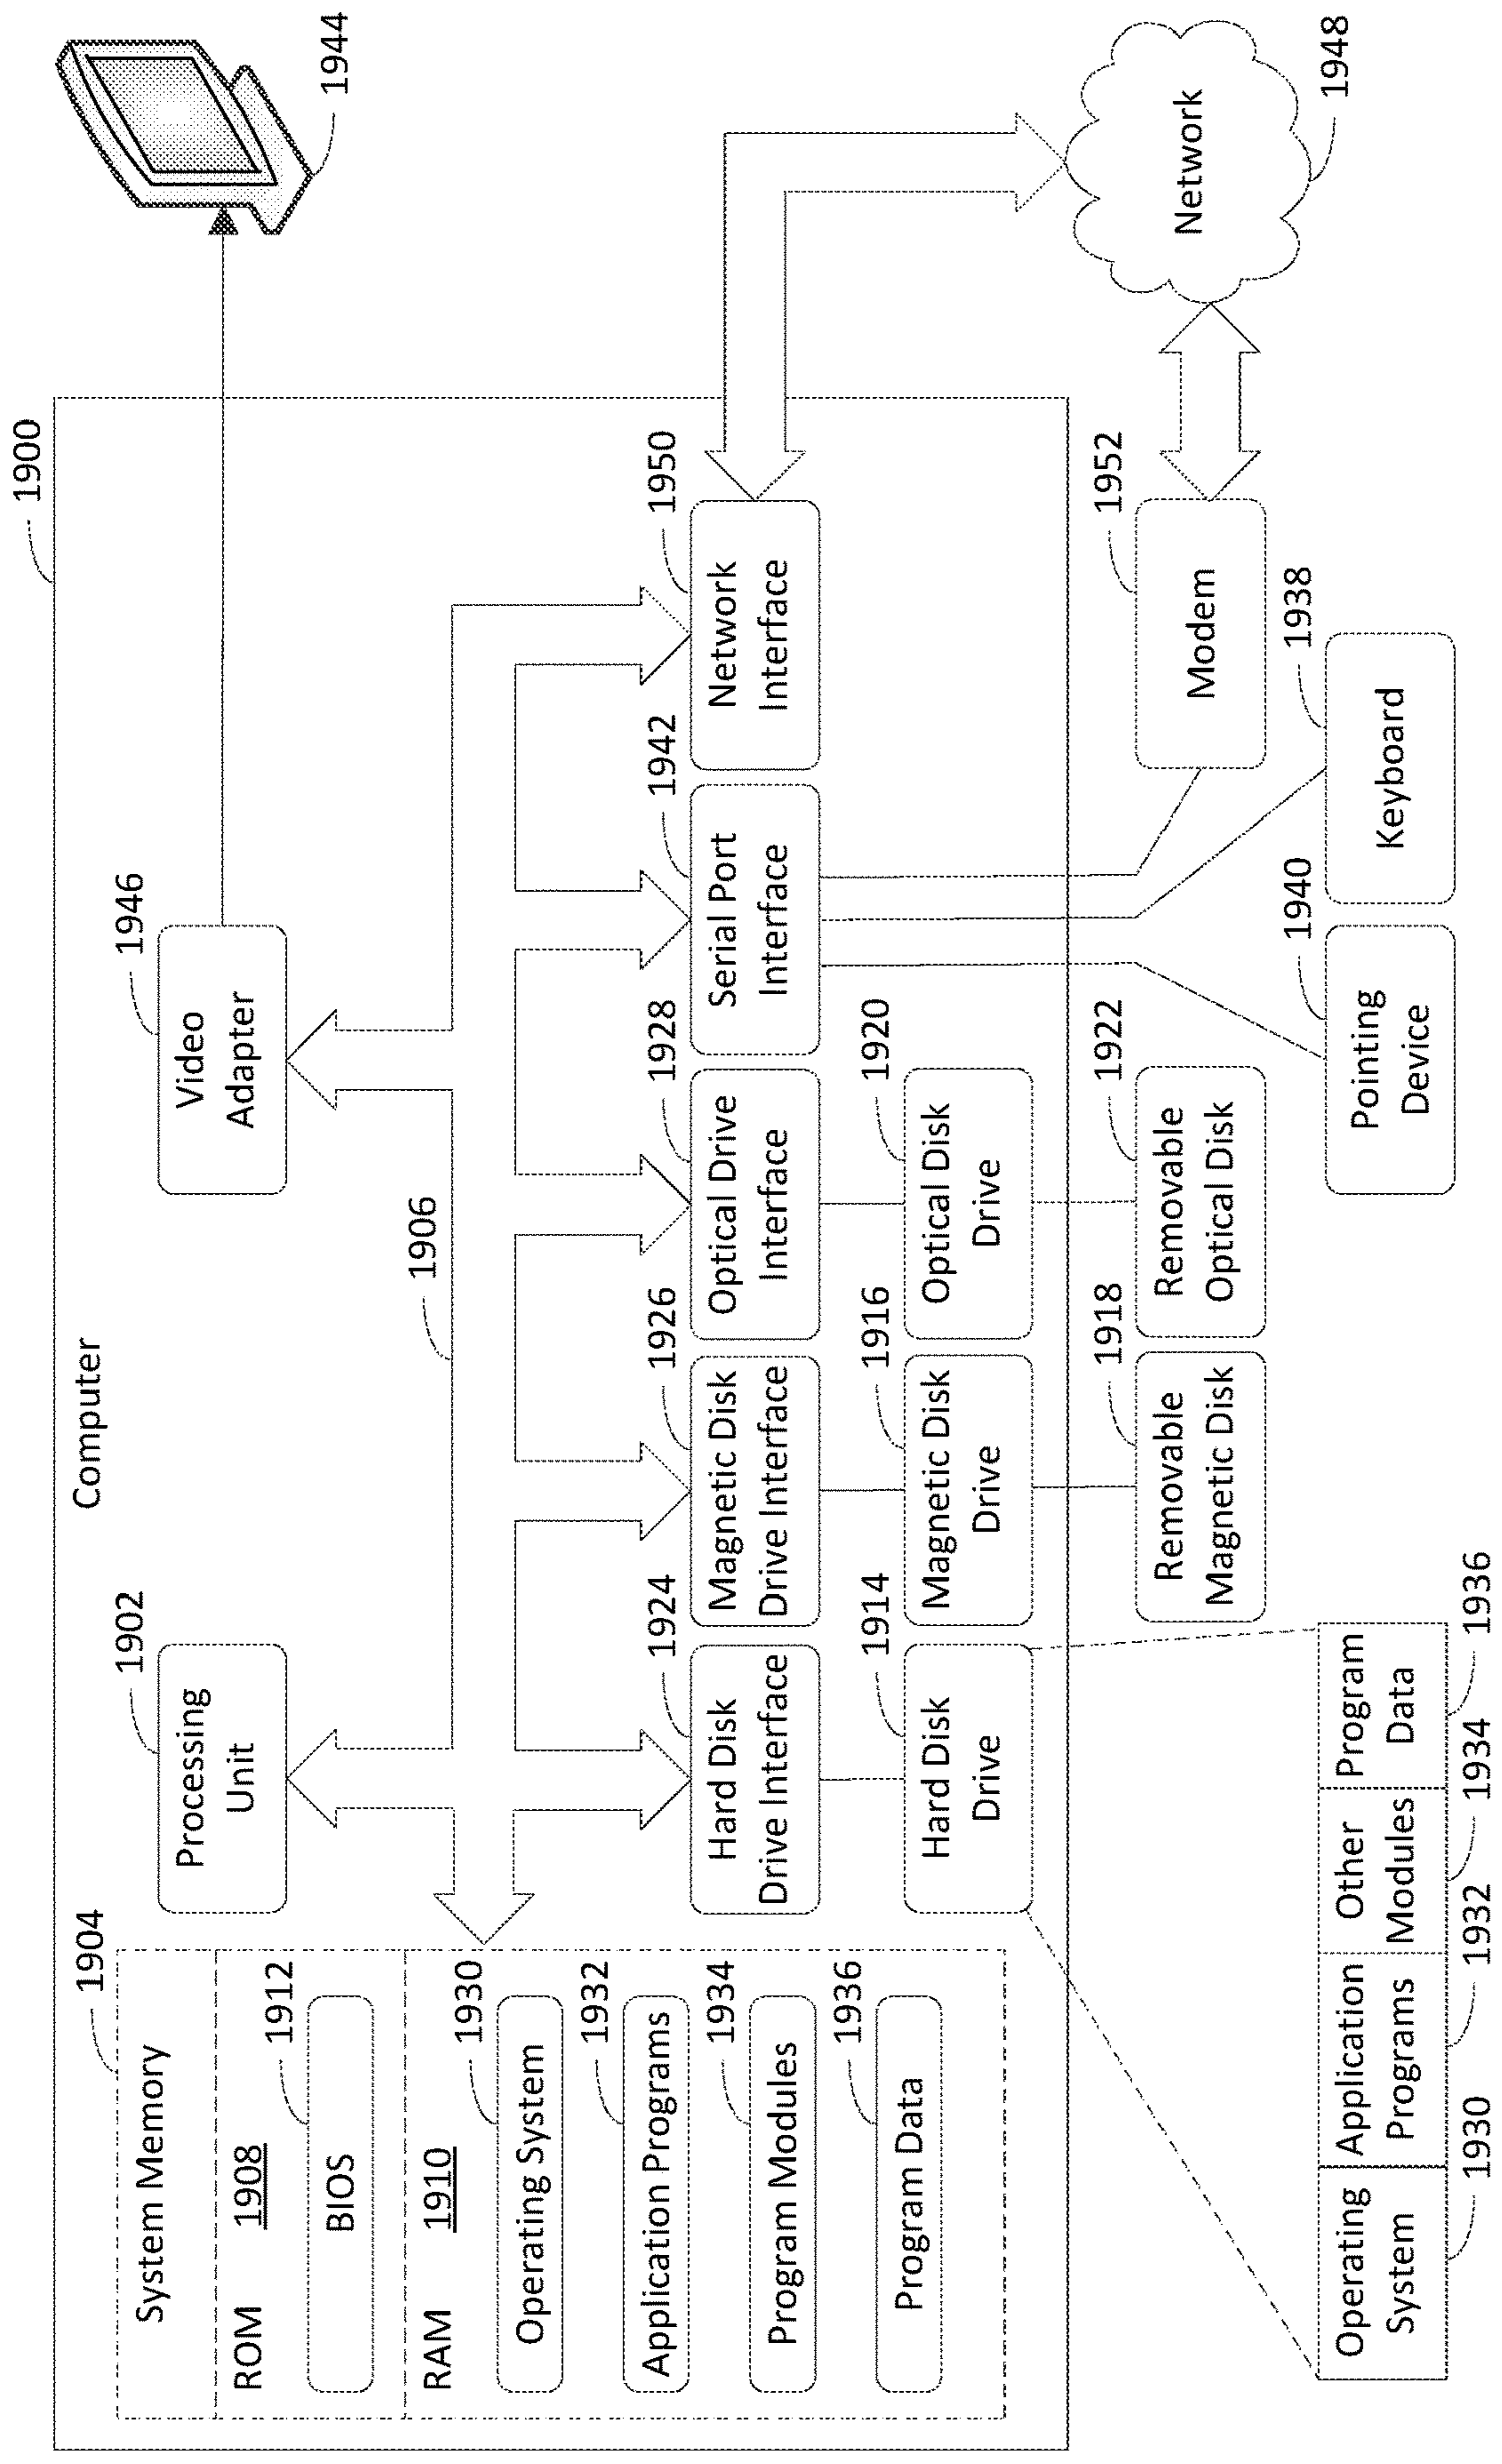 1900
Computer
1904
System Memory
ROM 1908
1912
BIOS
RAM 1910
1930
Operating System
1932
Application Programs
1934
Program Modules
1936
Program Data
1902
Processing
Unit
1946
Video
Adapter
1944
1906
1924
Hard Disk
Drive Interface
1926
Magnetic Disk
Drive Interface
1928
Optical Drive
Interface
1942
Serial Port
Interface
1950
Network
Interface
1914
Hard Disk
Drive
1916
Magnetic Disk
Drive
1920
Optical Disk
Drive
1918
Removable
Magnetic Disk
1922
Removable
Optical Disk
1952
Modem
Network
1948
1940
Pointing
Device
1938
Keyboard
Operating
System
Application
Programs
Other
Modules
Program
Data
1930
1932
1934
1936